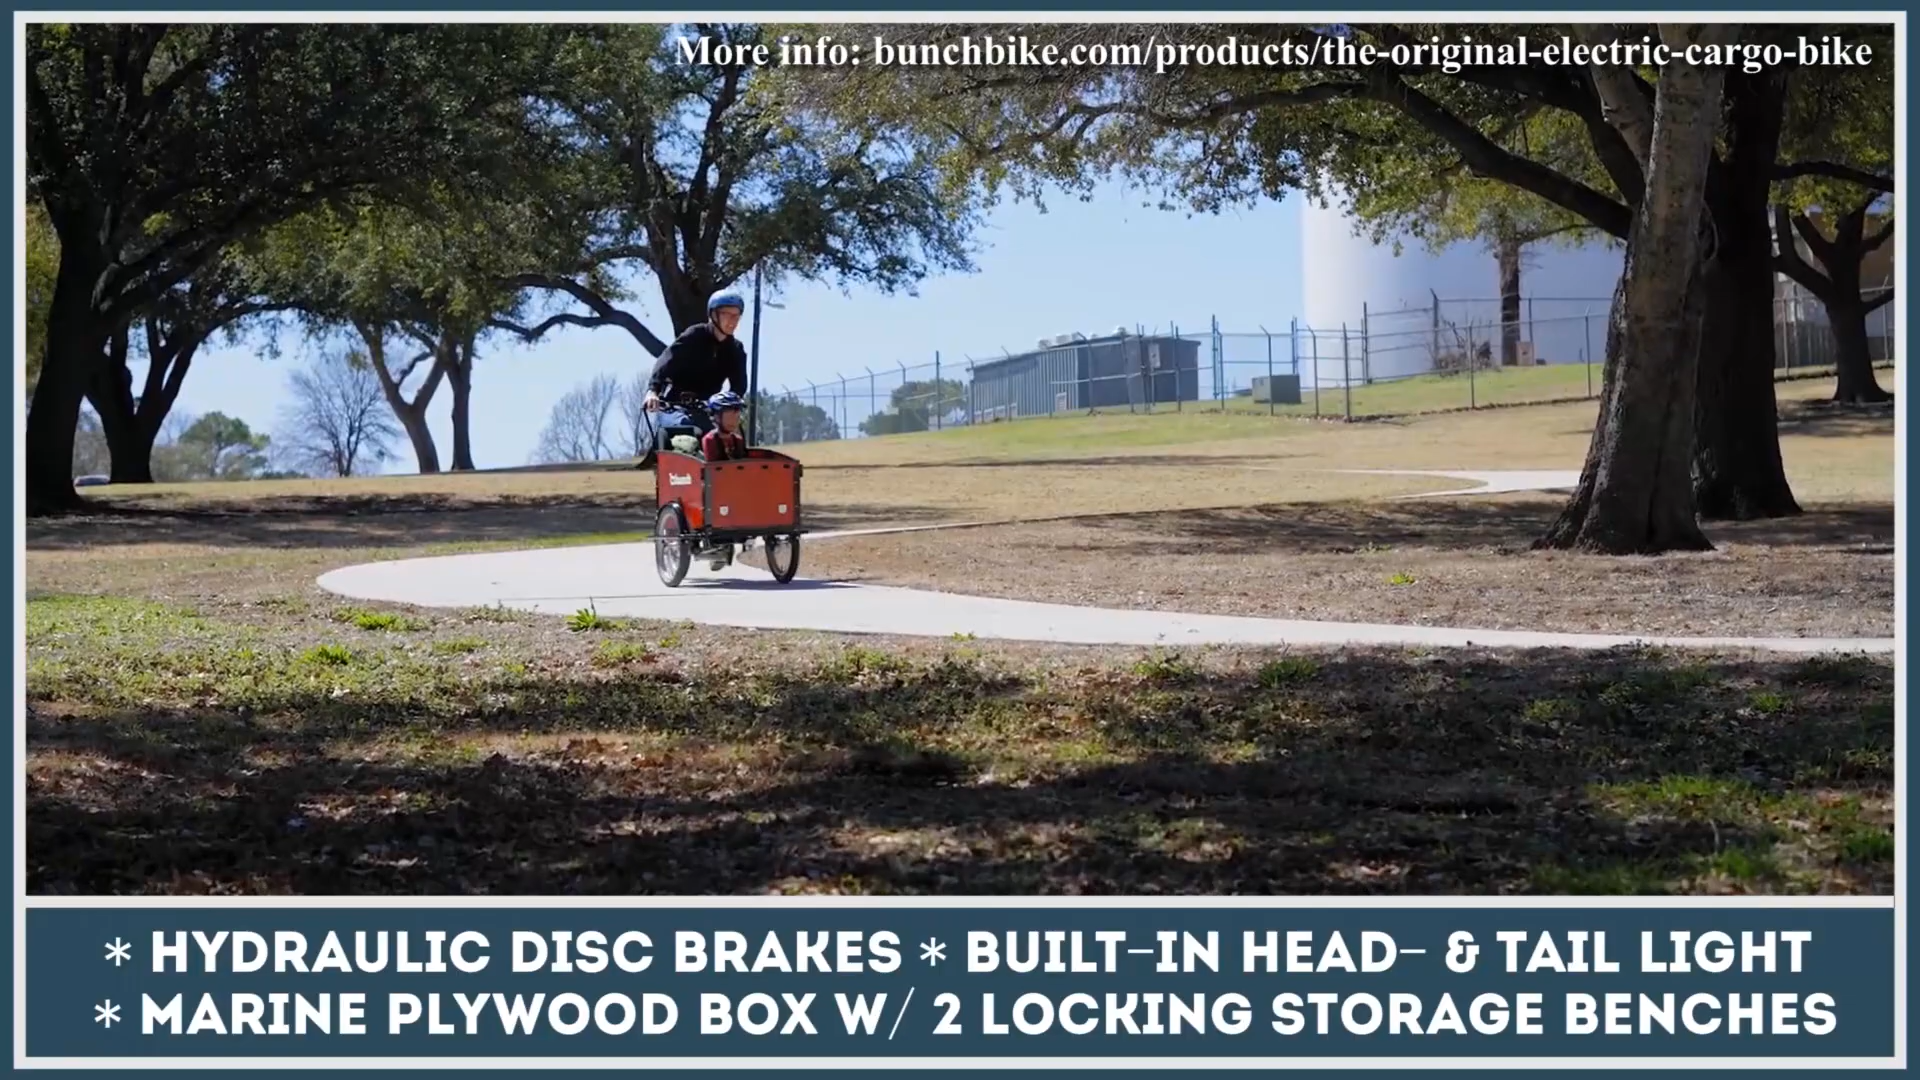 More info: bunchbike.com/products/the-original-electric-cargo-bike
bunch
* HYDRAULIC DISC BRAKES * BUILT-IN HEAD- & TAIL LIGHT
* MARINE PLYWOOD BOX W/ 2 LOCKING STORAGE BENCHES